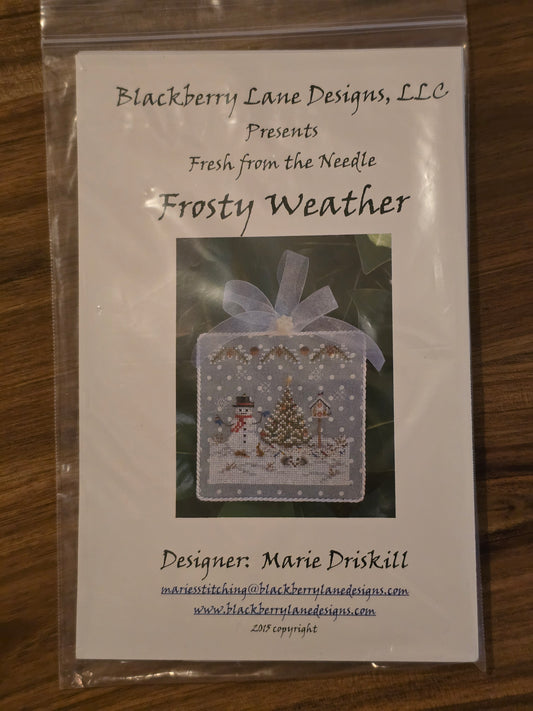 Blackberry Lane Designs, LLC
Presents
Fresh from the Needle
Frosty Weather
Designer: Marie Driskill
mariesstitching@blackberrylanedesigns.com
www.blackberrylanedesigns.com
2015 copyright